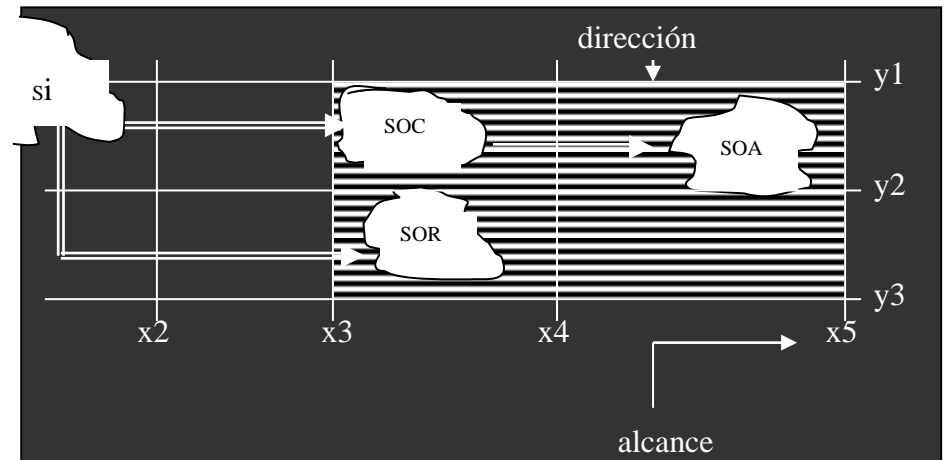 dirección
y1
si
SOC
SOA
y2
SOR
y3
x2
x3
x4
x5
alcance